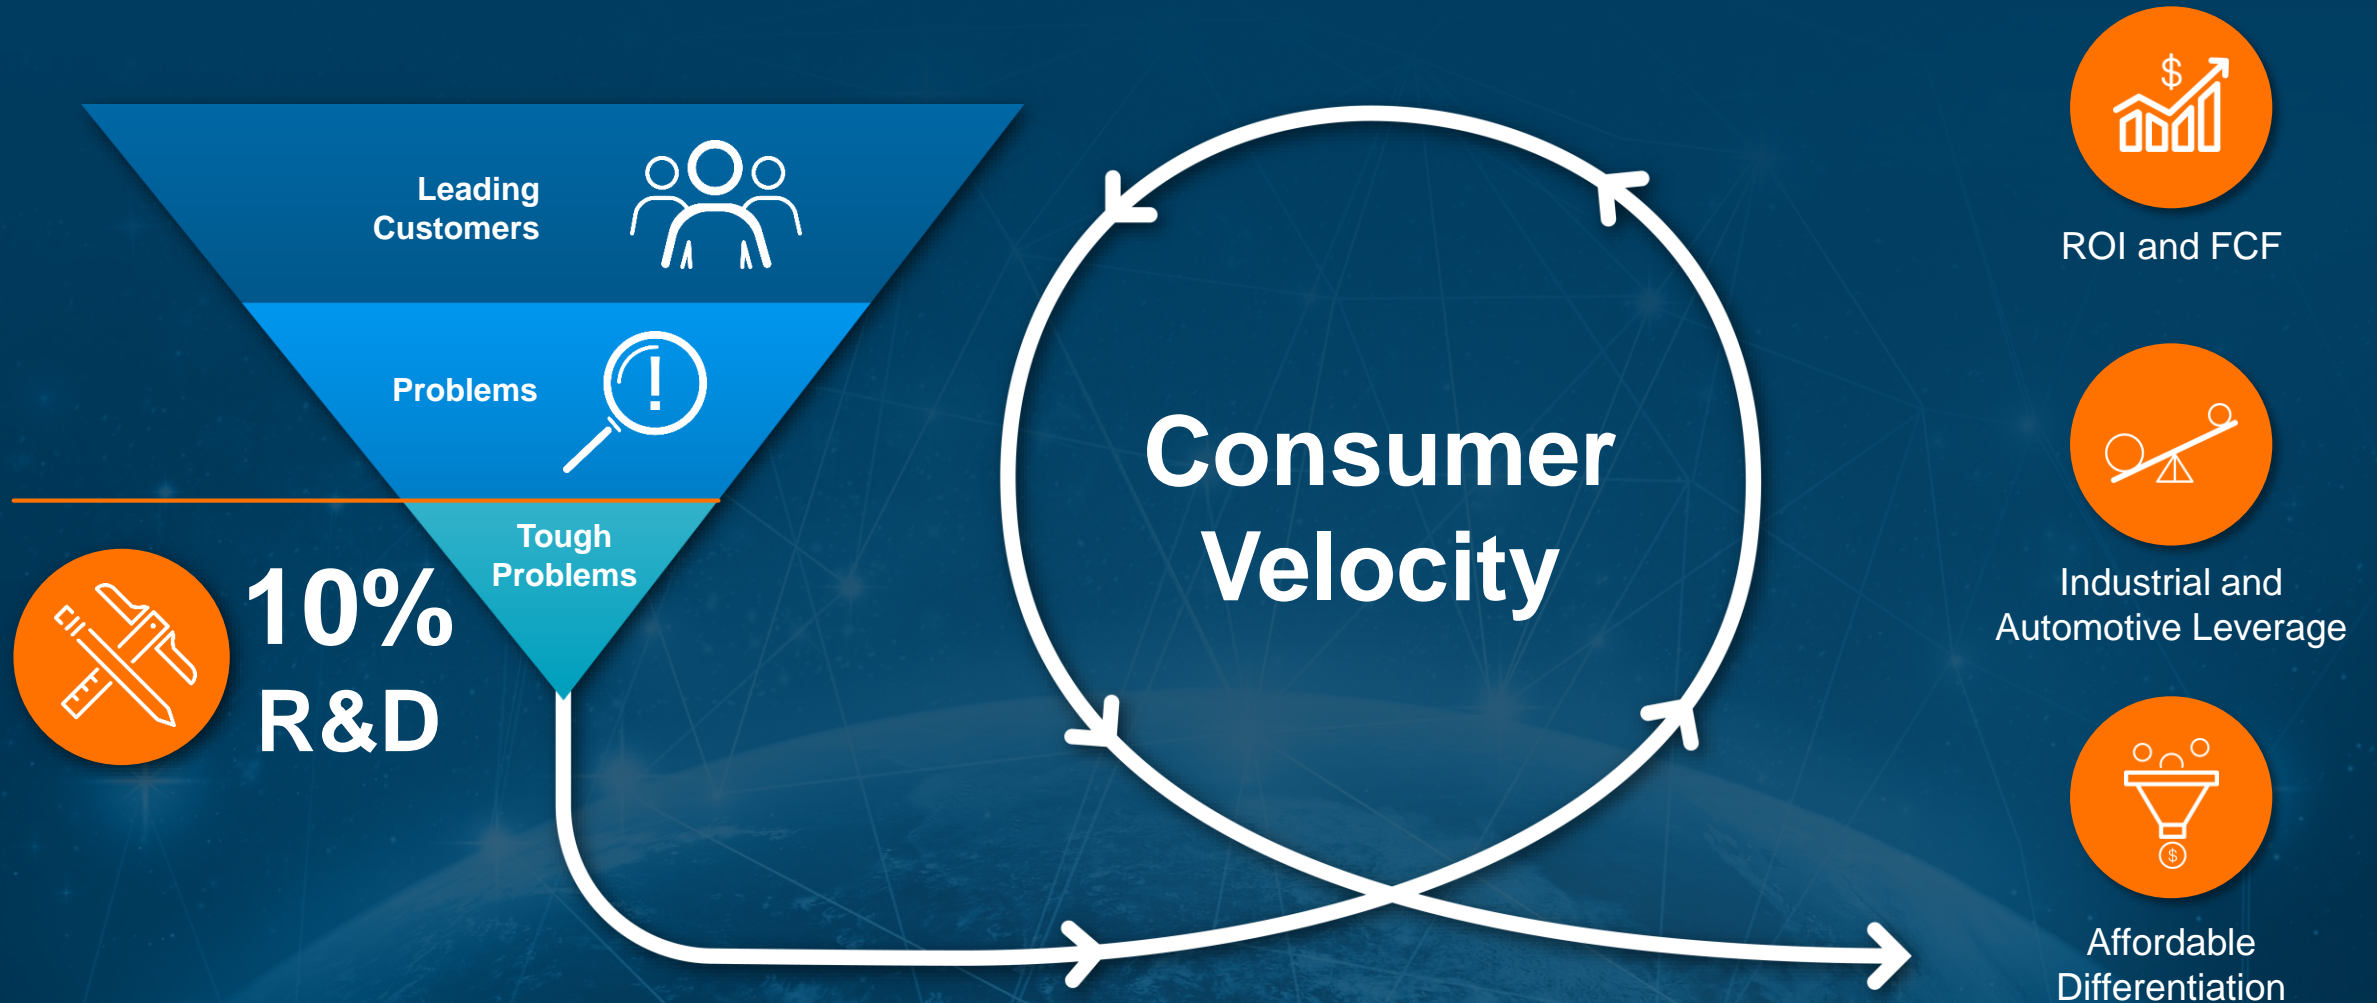 Leading
Customers
Problems
Tough
Problems
10%
R&D
Consumer
Velocity
$
ROI and FCF
Industrial and
Automotive Leverage
$
Affordable
Differentiation